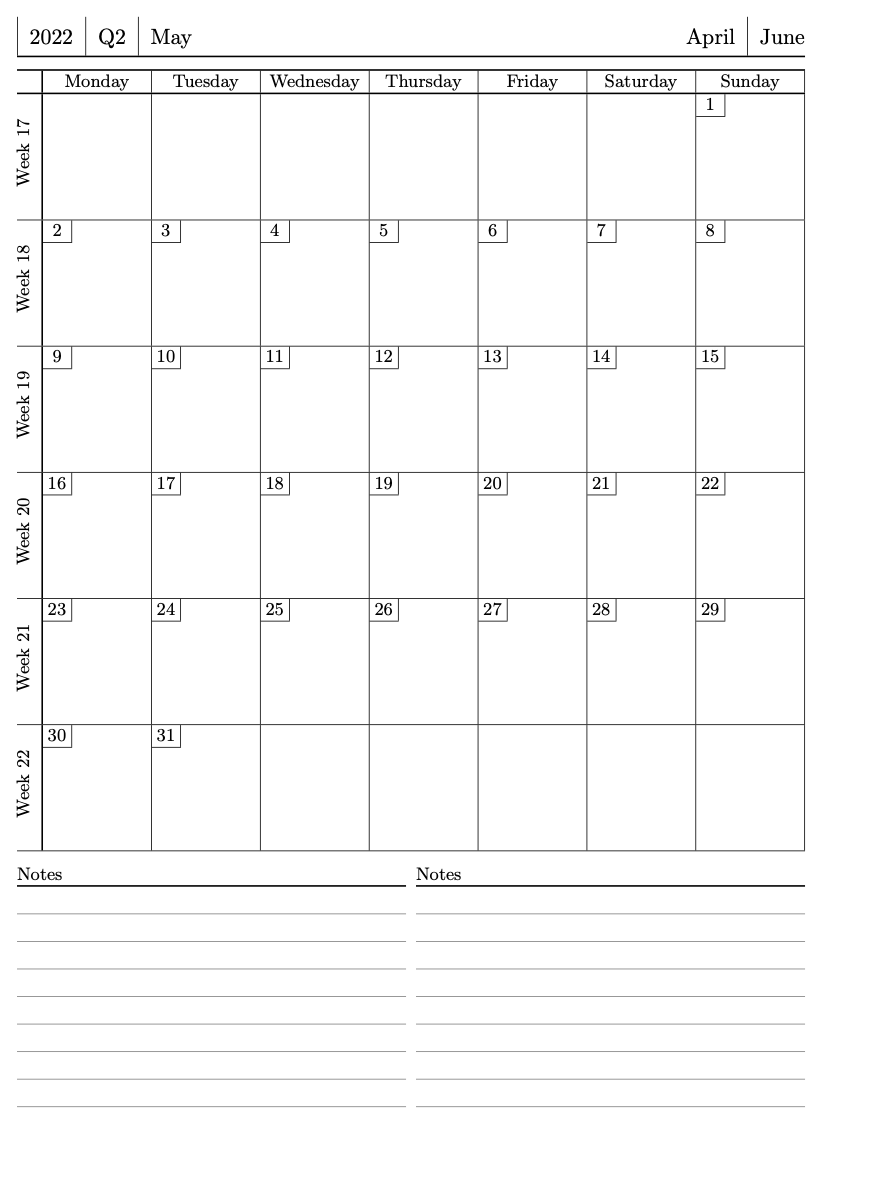 2022 Q2 May April June
Monday Tuesday Wednesday Thursday Friday Saturday Sunday
Week 17 1
Week 18 2 3 4 5 6 7 8
Week 19 9 10 11 12 13 14 15
Week 20 16 17 18 19 20 21 22
Week 21 23 24 25 26 27 28 29
Week 22 30 31
Notes Notes